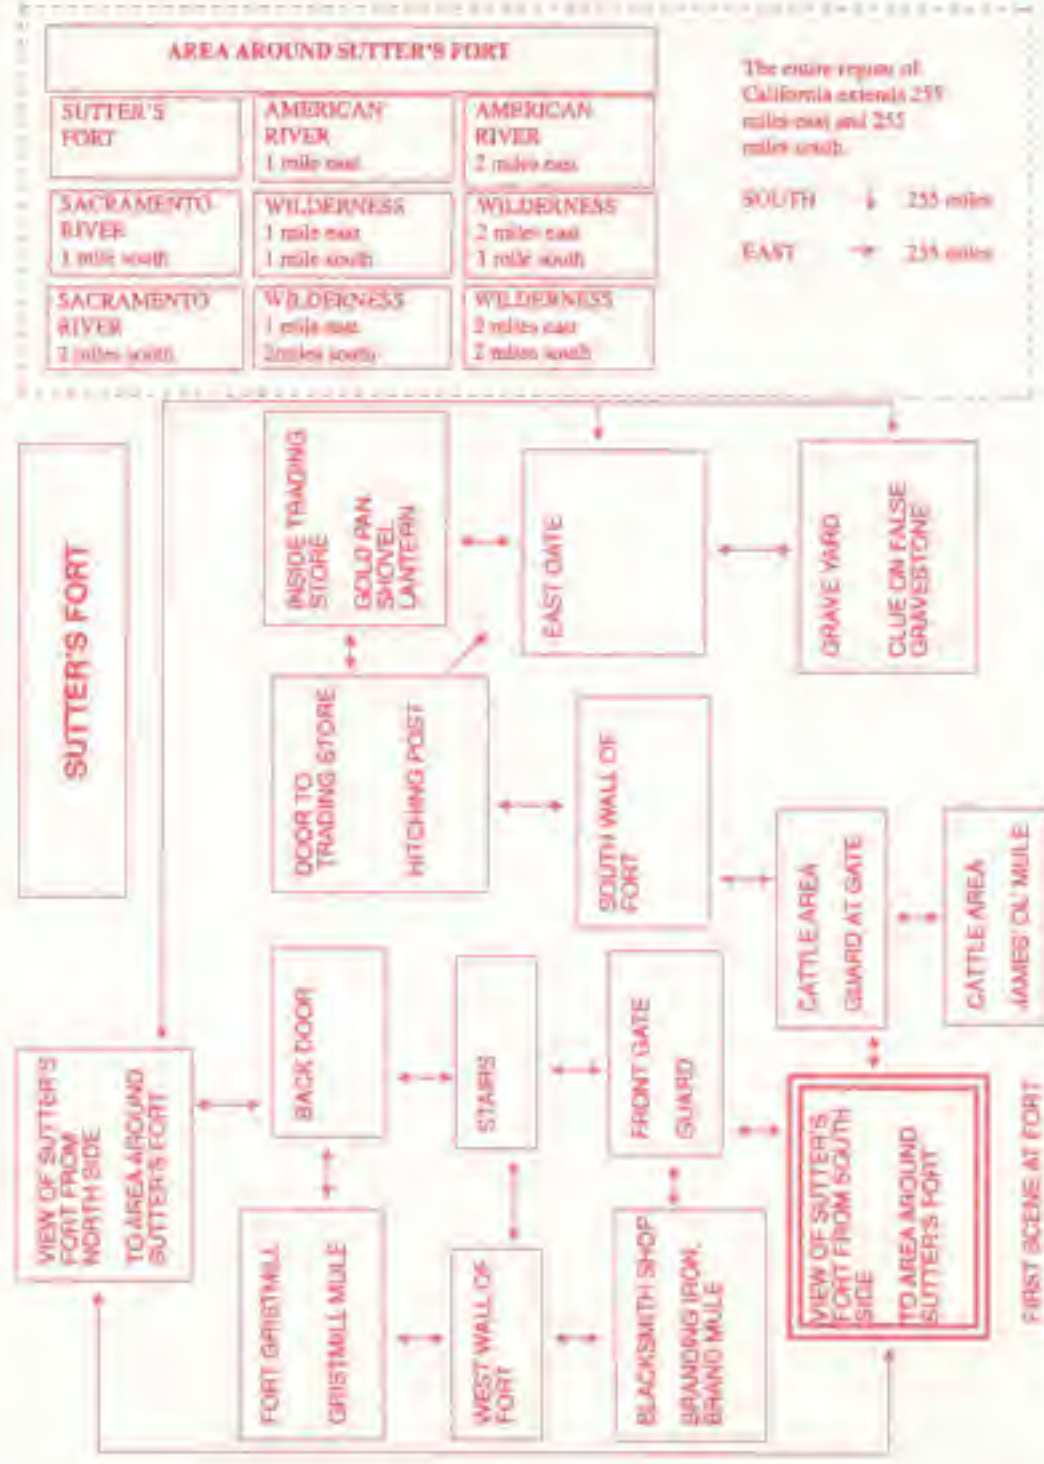 AREA AROUND SUTTER'S FORT
SUTTER'S
FORT
AMERICAN
RIVER
1 mile east
AMERICAN
RIVER
2 miles east
SACRAMENTO
RIVER
1 mile south
WILDERNESS
1 mile east
1 mile south
WILDERNESS
2 miles east
1 mile south
SACRAMENTO
RIVER
2 miles south
WILDERNESS
1 mile east
2miles south
WILDERNESS
2 miles east
2 miles south
The entire region of
California extends 255
miles east and 255
miles south.
SOUTH ↓ 255 miles
EAST → 255 miles
SUTTER'S FORT
VIEW OF SUTTER'S
FORT FROM
NORTH SIDE
TO AREA AROUND
SUTTER'S FORT
INSIDE TRADING
STORE
GOLD PAN
SHOVEL
LANTERN
DOOR TO
TRADING STORE
HITCHING POST
BACK DOOR
FORT GRISTMILL
GRISTMILL MULE
EAST GATE
SOUTH WALL OF
FORT
STAIRS
WEST WALL OF
FORT
GRAVE YARD
CLUE ON FALSE
GRAVESTONE
CATTLE AREA
GUARD AT GATE
FRONT GATE
GUARD
BLACKSMITH SHOP
BRANDING IRON,
BRAND MULE
CATTLE AREA
JAMES' OL' MULE
VIEW OF SUTTER'S
FORT FROM SOUTH
SIDE
TO AREA AROUND
SUTTER'S FORT
FIRST SCENE AT FORT